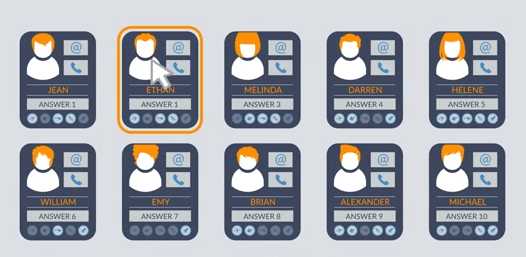 @ @ @ @ @
JEAN ETHAN MELINDA DARREN HELENE
ANSWER 1 ANSWER 1 ANSWER 3 ANSWER 4 ANSWER 5
@ @ @ @ @
WILLIAM EMY BRIAN ALEXANDER MICHAEL
ANSWER 6 ANSWER 7 ANSWER 8 ANSWER 9 ANSWER 10